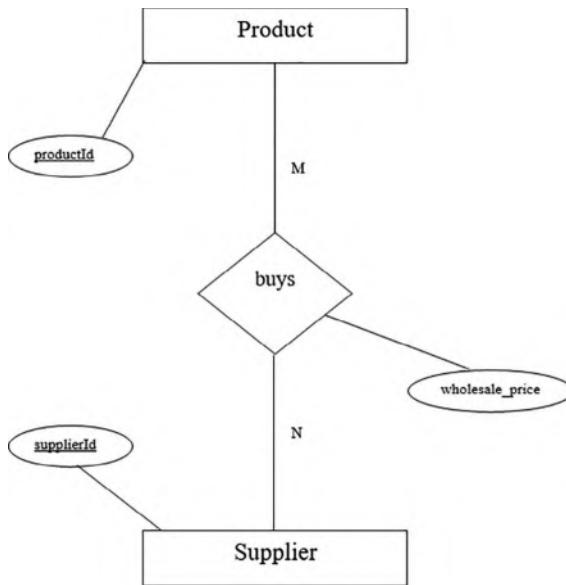 Product
productId
M
buys
wholesale_price
N
supplierId
Supplier